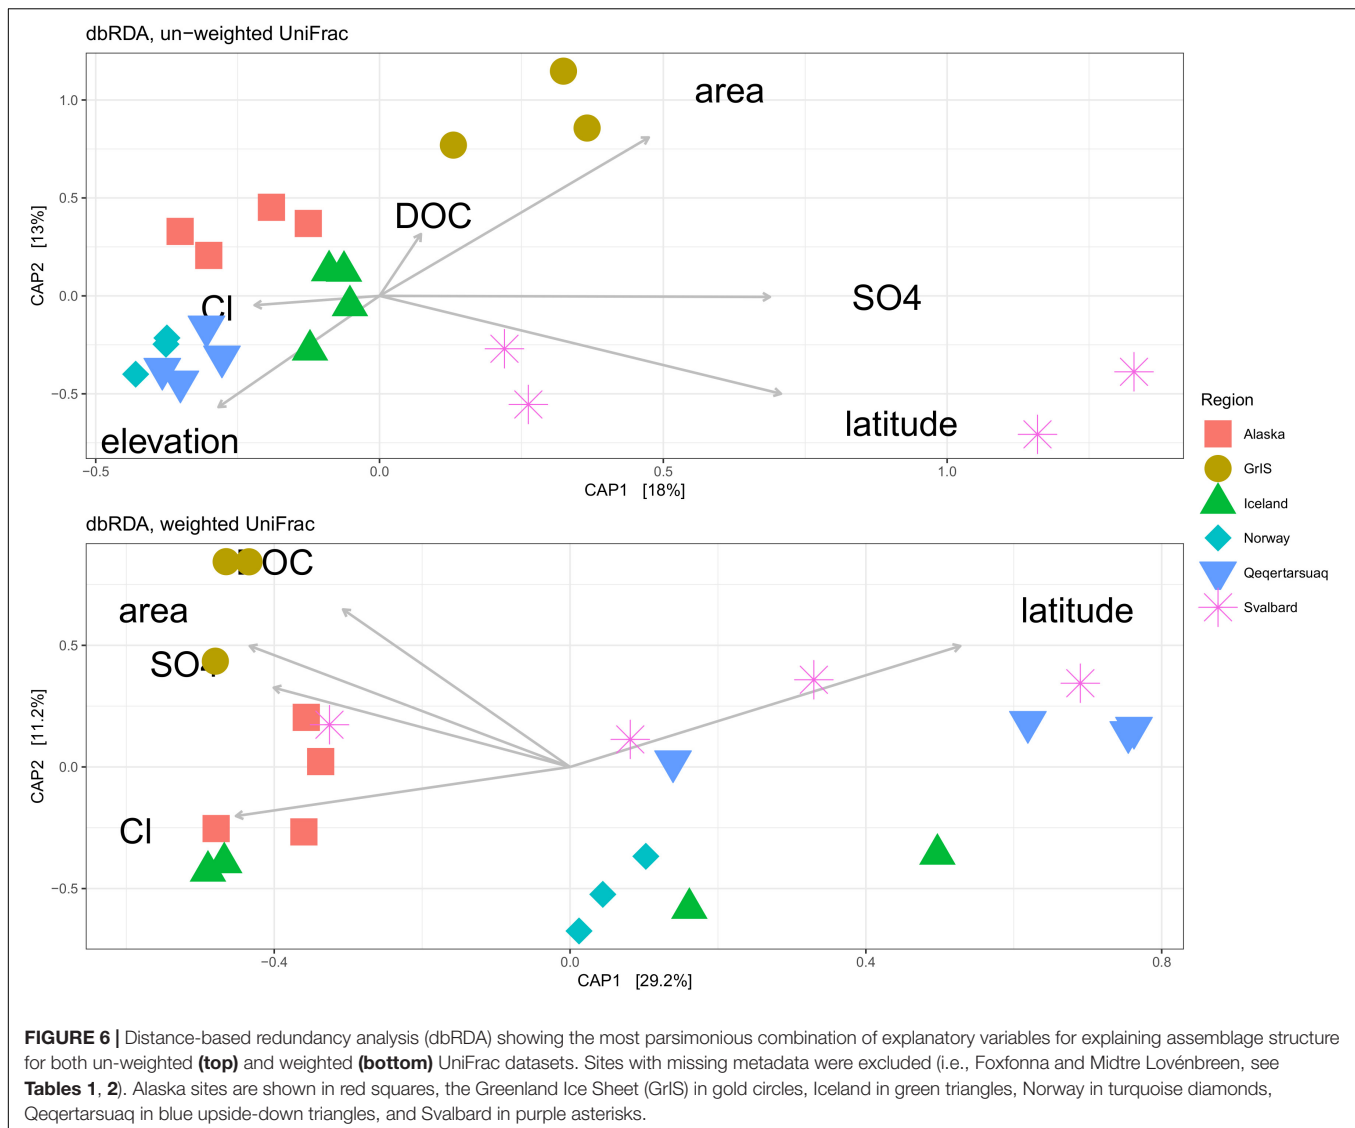 dbRDA, un−weighted UniFrac
area
1.0
DOC
0.5
CAP2 [13%]
SO4
0.0
Cl
−0.5
latitude
elevation
−0.5
0.0
0.5
1.0
CAP1 [18%]
Region
Alaska
GrIS
Iceland
Norway
Qeqertarsuaq
Svalbard
dbRDA, weighted UniFrac
DOC
area
latitude
0.5
SO4
CAP2 [11.2%]
0.0
Cl
−0.5
−0.4
0.0
0.4
0.8
CAP1 [29.2%]
FIGURE 6 | Distance-based redundancy analysis (dbRDA) showing the most parsimonious combination of explanatory variables for explaining assemblage structure
for both un-weighted (top) and weighted (bottom) UniFrac datasets. Sites with missing metadata were excluded (i.e., Foxfonna and Midtre Lovénbreen, see
Tables 1, 2). Alaska sites are shown in red squares, the Greenland Ice Sheet (GrIS) in gold circles, Iceland in green triangles, Norway in turquoise diamonds,
Qeqertarsuaq in blue upside-down triangles, and Svalbard in purple asterisks.